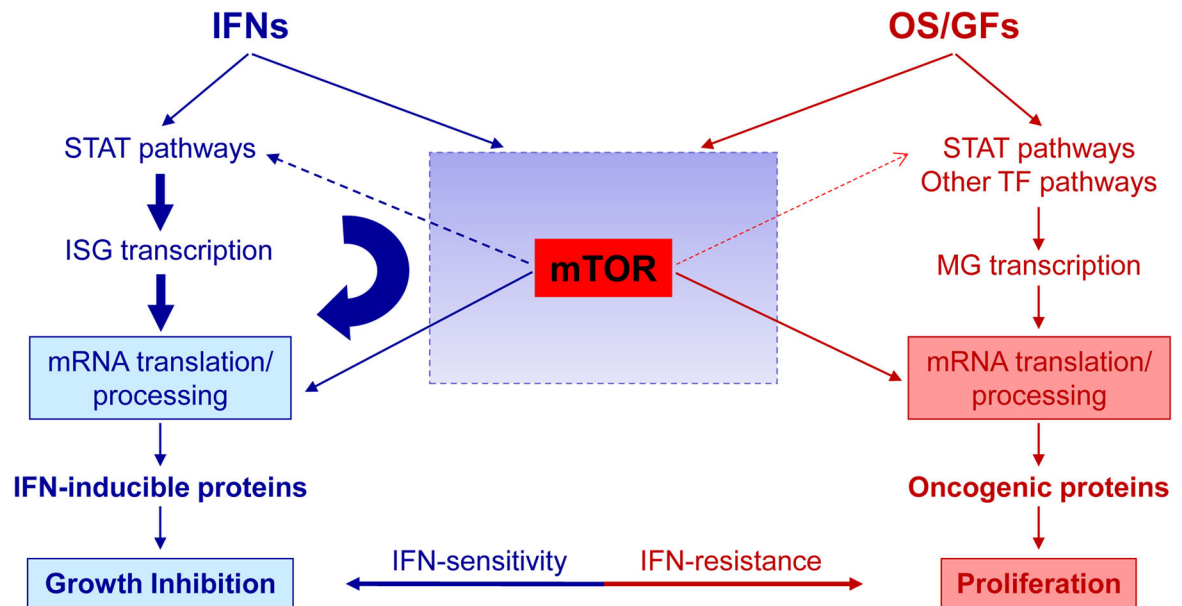 IFNs
OS/GFs
STAT pathways
STAT pathways
Other TF pathways
ISG transcription
mTOR
MG transcription
mRNA translation/
processing
mRNA translation/
processing
IFN-inducible proteins
Oncogenic proteins
IFN-sensitivity
IFN-resistance
Growth Inhibition
Proliferation